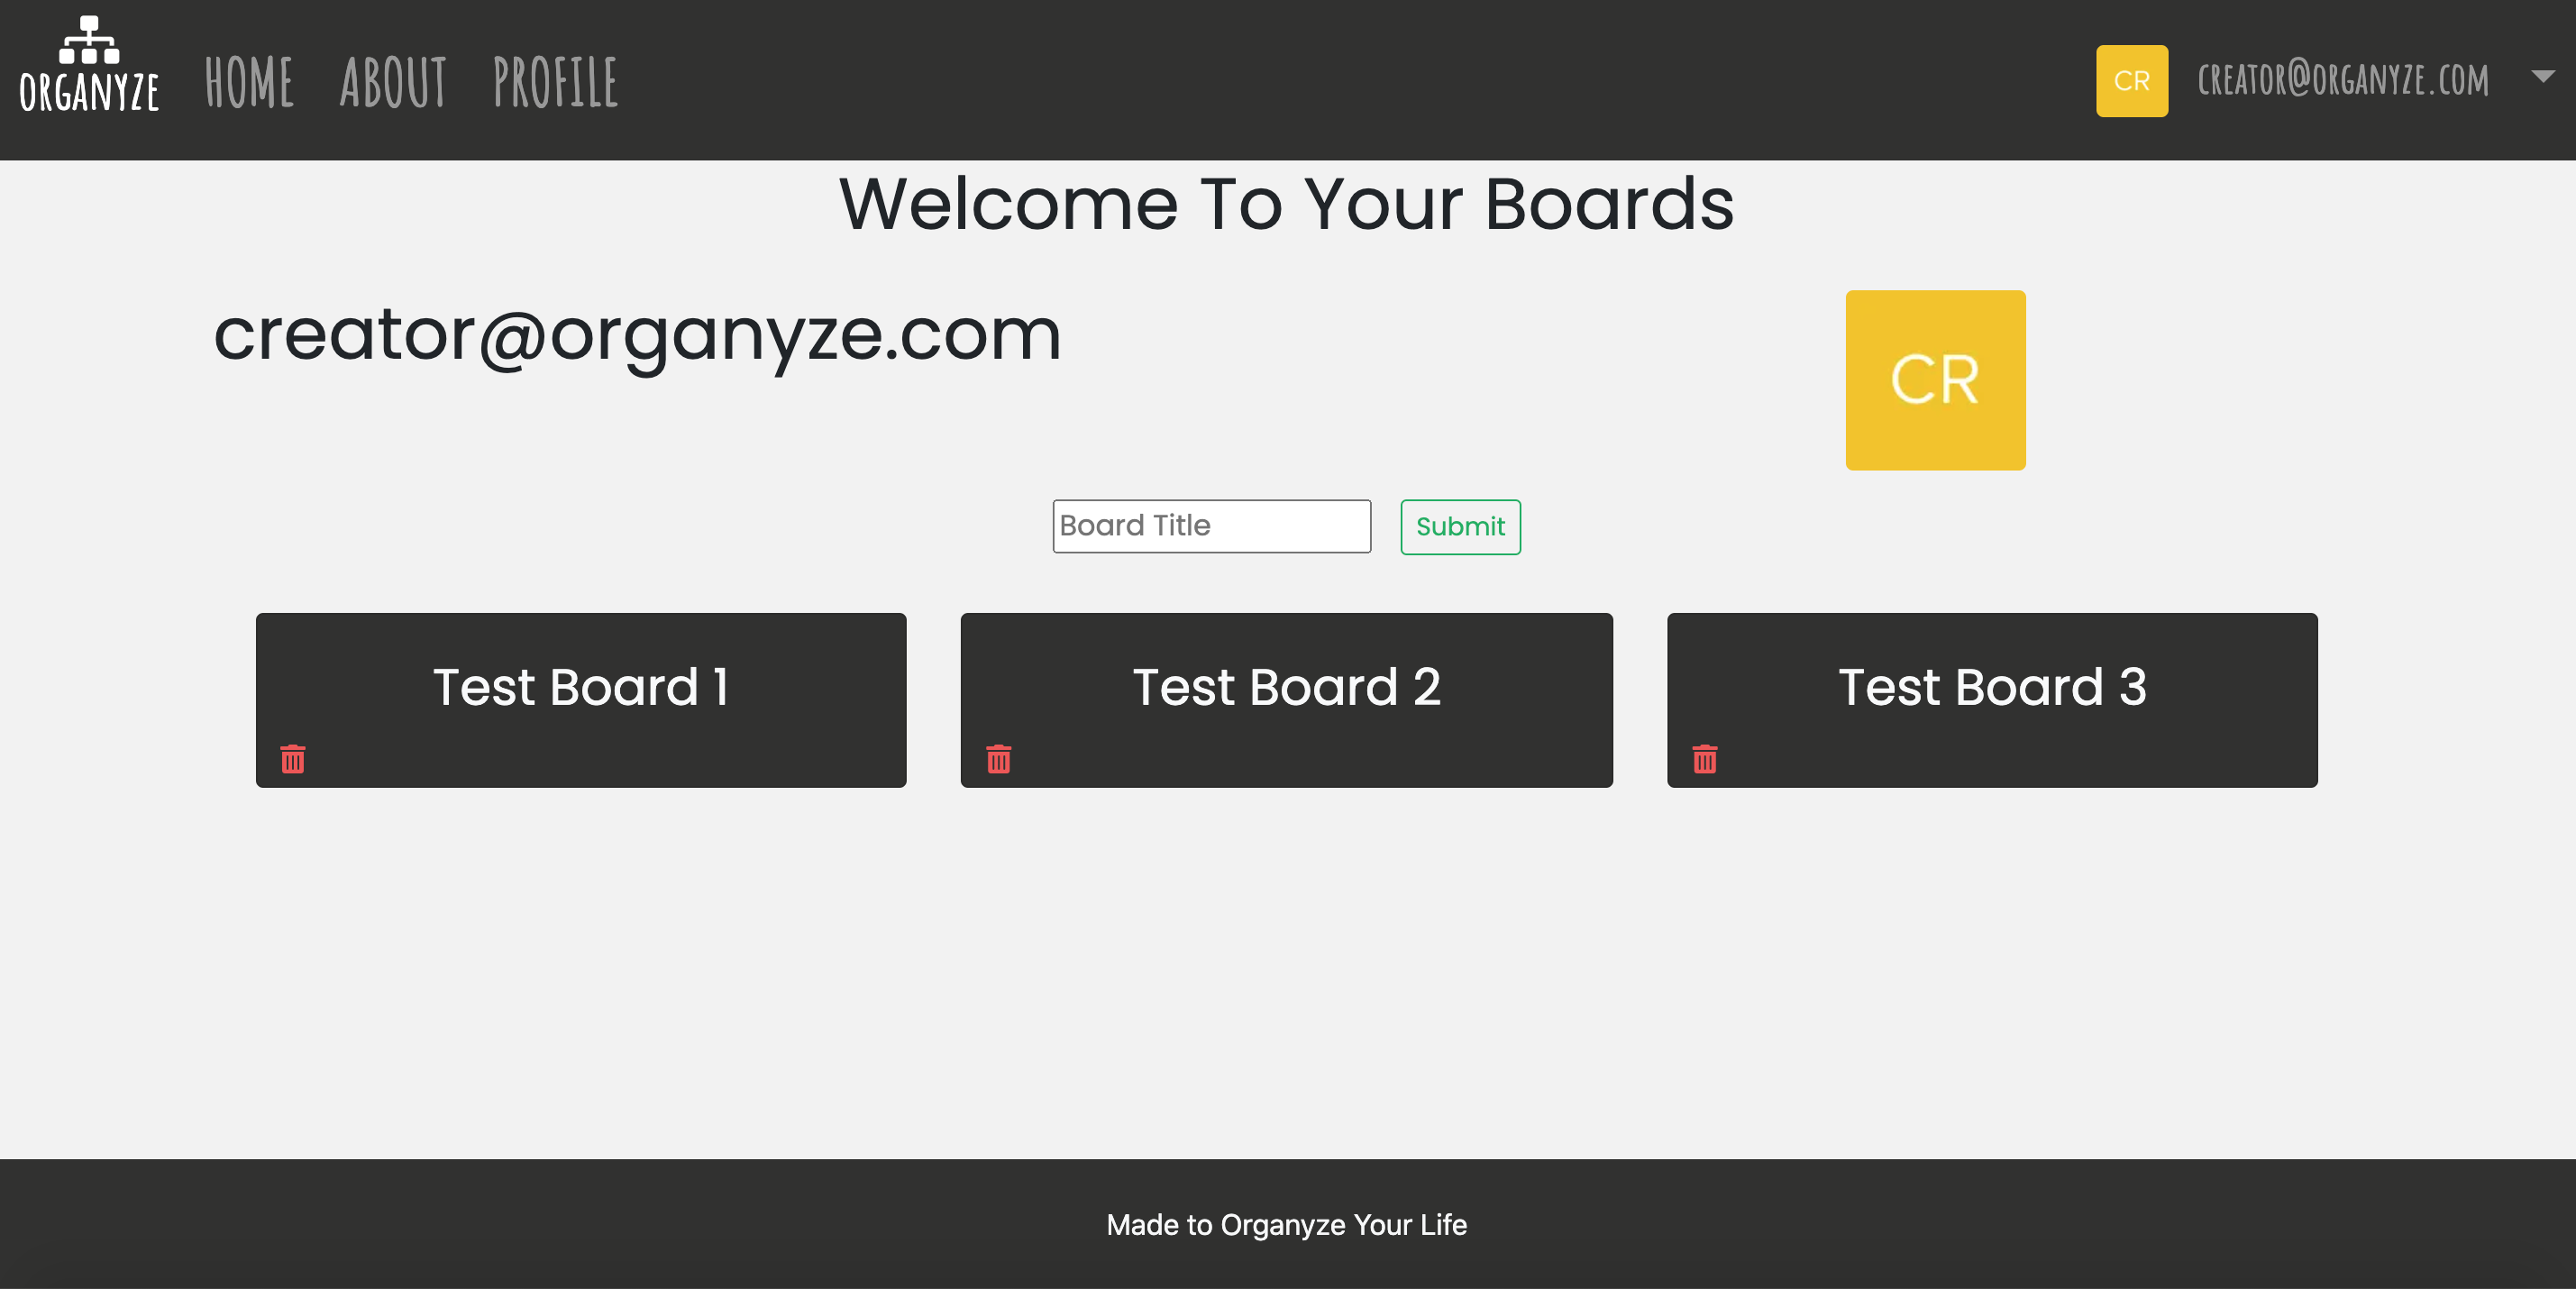 ORGANYZE
HOME ABOUT PROFILE
CR
CREATOR@ORGANYZE.COM
Welcome To Your Boards
creator@organyze.com
CR
Board Title
Submit
Test Board 1
Test Board 2
Test Board 3
Made to Organyze Your Life